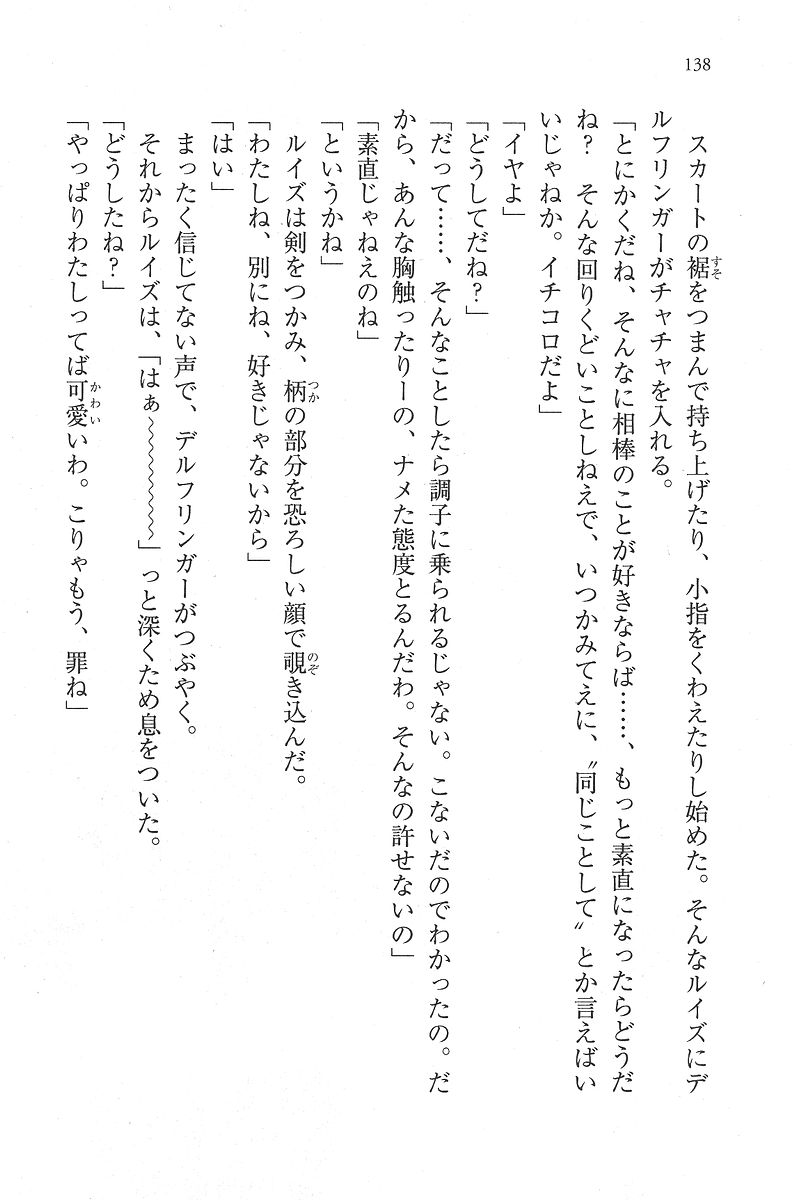 138
スカートの裾をつまんで持ち上げたり、小指をくわえたりし始めた。そんなルイズにデ
ルフリンガーがチャチャを入れる。
「とにかくだね、そんなに相棒のことが好きならば……、もっと素直になったらどうだ
ね？　そんな回りくどいことしねえで、いつかみてえに、〝同じことして〟とか言えばい
いじゃねか。イチコロだよ」
「イヤよ」
「どうしてだね？」
「だって……、そんなことしたら調子に乗られるじゃない。こないだのでわかったの。だ
から、あんな胸触ったりーの、ナメた態度とるんだわ。そんなの許せないの」
「素直じゃねえのね」
「というかね」
ルイズは剣をつかみ、柄の部分を恐ろしい顔で覗き込んだ。
「わたしね、別にね、好きじゃないから」
「はい」
まったく信じてない声で、デルフリンガーがつぶやく。
それからルイズは、「はぁ〜〜〜〜〜〜〜」っと深くため息をついた。
「どうしたね？」
「やっぱりわたしってば可愛いわ。こりゃもう、罪ね」